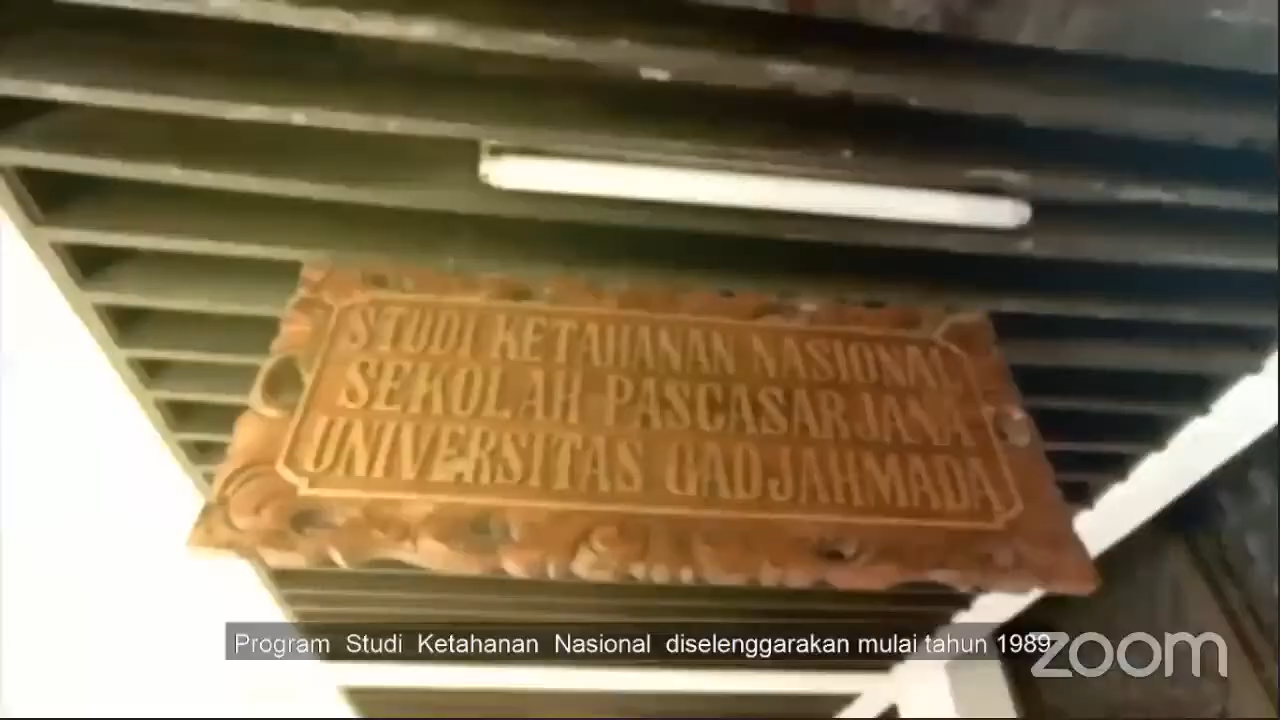 STUDI KETAHANAN NASIONAL
SEKOLAH PASCASARJANA
UNIVERSITAS GADJAHMADA
Program Studi Ketahanan Nasional diselenggarakan mulai tahun 1989
zoom